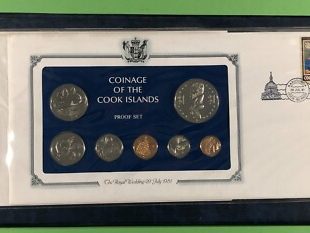 COINAGE
OF THE
COOK ISLANDS
PROOF SET
The Royal Wedding 29 July 1981